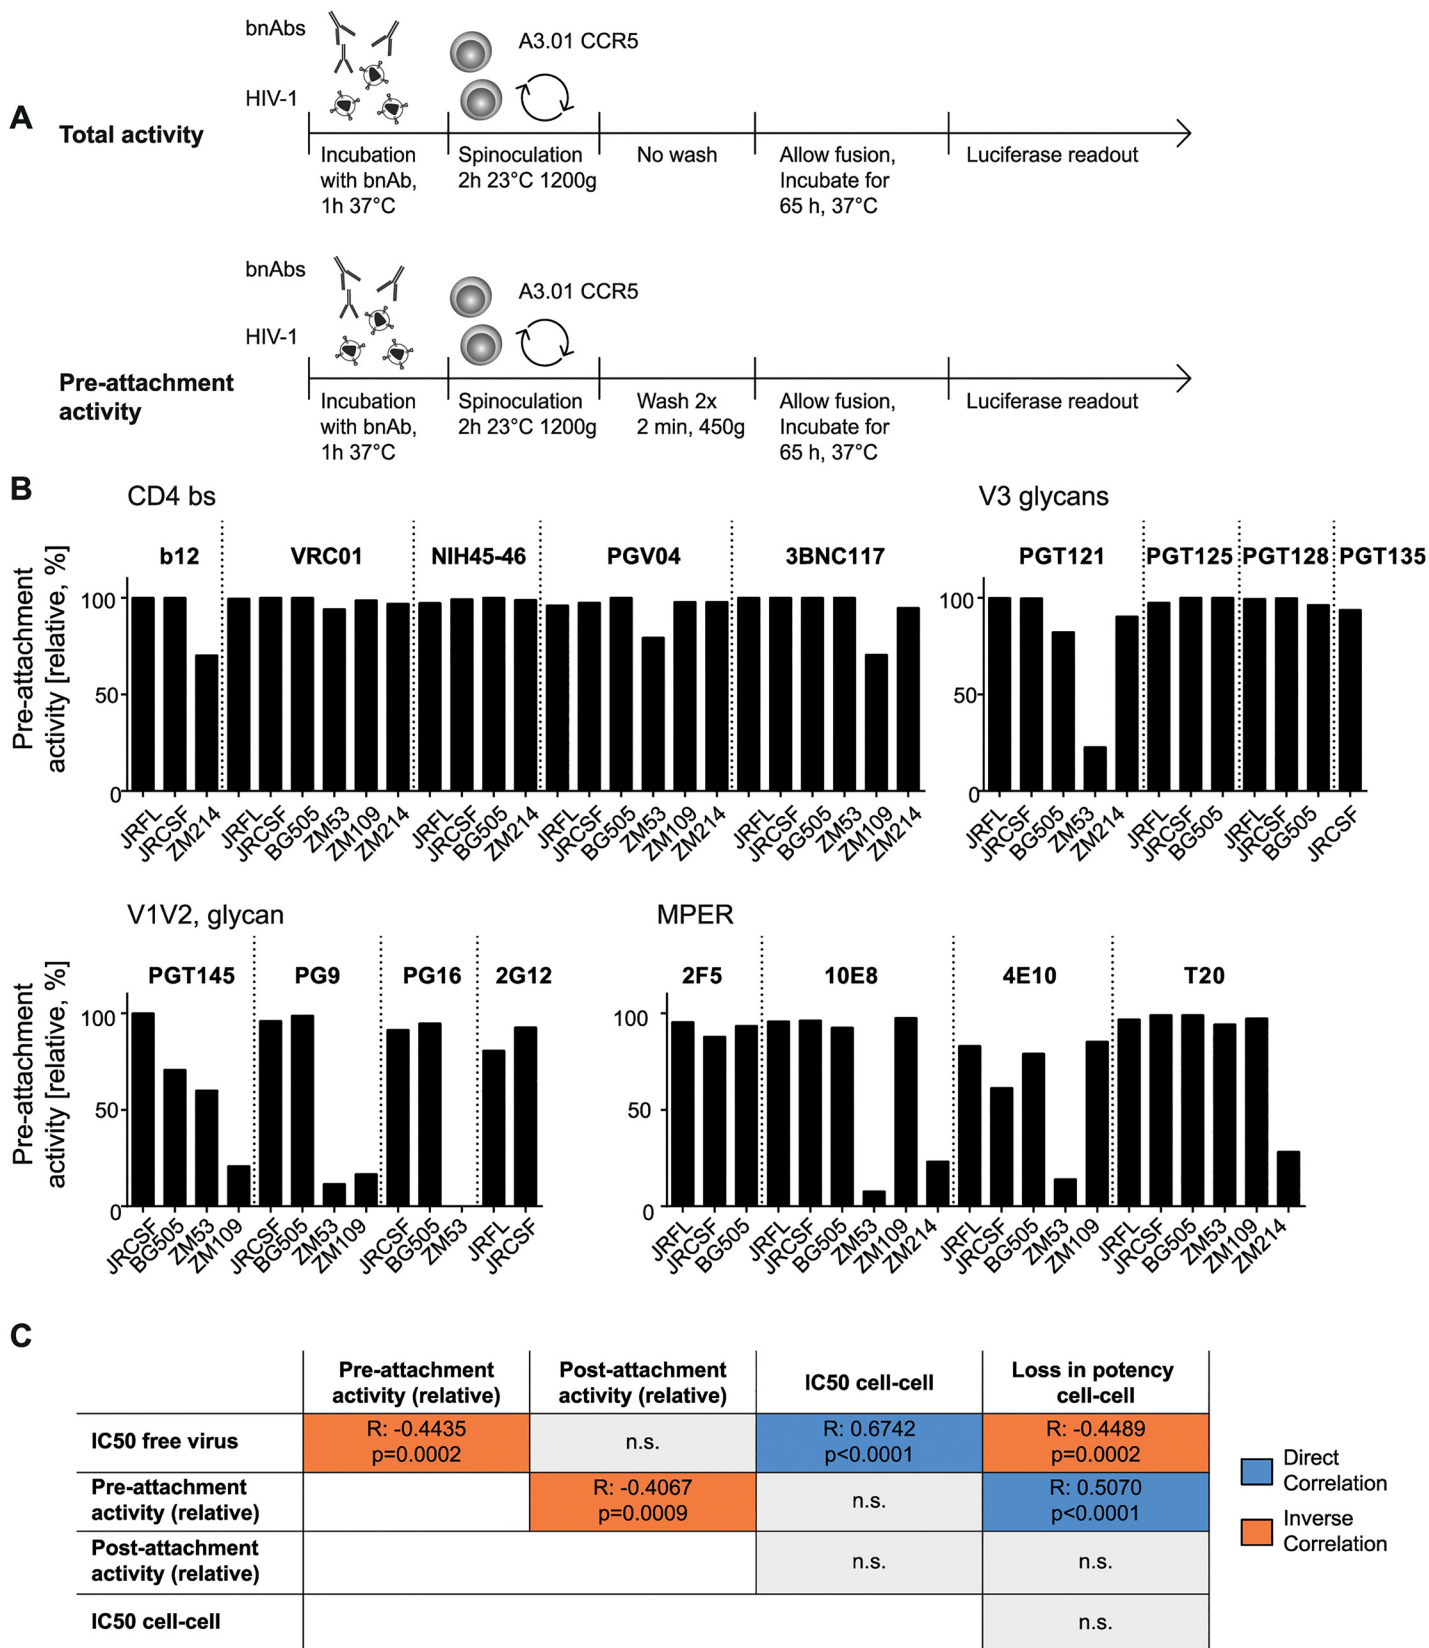 A
Total activity
bnAbs
HIV-1
A3.01 CCR5
Incubation
with bnAb,
1h 37°C
Spinoculation
2h 23°C 1200g
No wash
Allow fusion,
Incubate for
65 h, 37°C
Luciferase readout
Pre-attachment
activity
bnAbs
HIV-1
A3.01 CCR5
Incubation
with bnAb,
1h 37°C
Spinoculation
2h 23°C 1200g
Wash 2x
2 min, 450g
Allow fusion,
Incubate for
65 h, 37°C
Luciferase readout
B
CD4 bs
Pre-attachment
activity [relative, %]
100
50
0
b12
VRC01
NIH45-46
PGV04
3BNC117
JRFL
JRCSF
ZM214
JRFL
JRCSF
BG505
ZM53
ZM109
ZM214
JRFL
JRCSF
BG505
ZM214
JRFL
JRCSF
BG505
ZM53
ZM109
ZM214
JRFL
JRCSF
BG505
ZM53
ZM109
ZM214
V3 glycans
100
50
0
PGT121
PGT125
PGT128
PGT135
JRFL
JRCSF
BG505
ZM53
ZM214
JRFL
JRCSF
BG505
JRFL
JRCSF
BG505
JRCSF
V1V2, glycan
Pre-attachment
activity [relative, %]
100
50
0
PGT145
PG9
PG16
2G12
JRCSF
BG505
ZM53
ZM109
JRCSF
BG505
ZM53
ZM109
JRCSF
BG505
ZM53
JRFL
JRCSF
MPER
100
50
0
2F5
10E8
4E10
T20
JRFL
JRCSF
BG505
JRFL
JRCSF
BG505
ZM53
ZM109
ZM214
JRFL
JRCSF
BG505
ZM53
ZM109
JRFL
JRCSF
BG505
ZM53
ZM109
ZM214
C
Pre-attachment
activity (relative)
Post-attachment
activity (relative)
IC50 cell-cell
Loss in potency
cell-cell
IC50 free virus
R: -0.4435
p=0.0002
n.s.
R: 0.6742
p<0.0001
R: -0.4489
p=0.0002
Pre-attachment
activity (relative)
R: -0.4067
p=0.0009
n.s.
R: 0.5070
p<0.0001
Post-attachment
activity (relative)
n.s.
n.s.
IC50 cell-cell
n.s.
Direct
Correlation
Inverse
Correlation